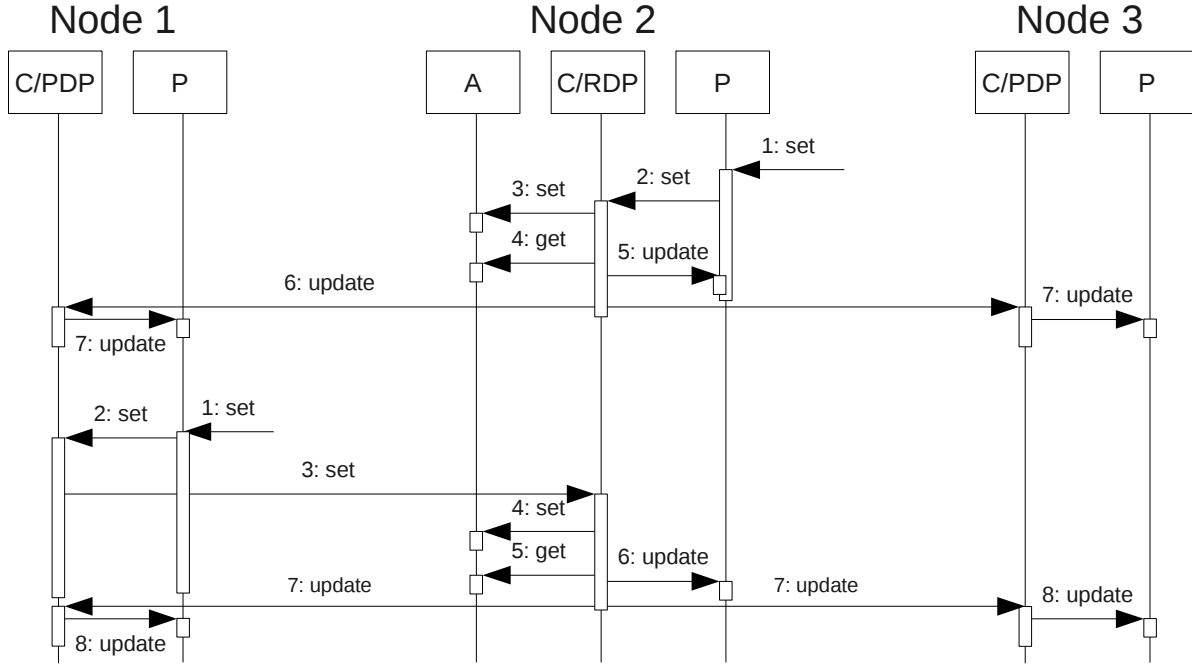 Node 1
Node 2
Node 3
C/PDP
P
A
C/RDP
P
C/PDP
P
1: set
2: set
3: set
4: get
5: update
6: update
7: update
7: update
1: set
2: set
3: set
4: set
5: get
6: update
7: update
7: update
8: update
8: update